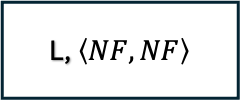 L, ⟨NF, NF⟩